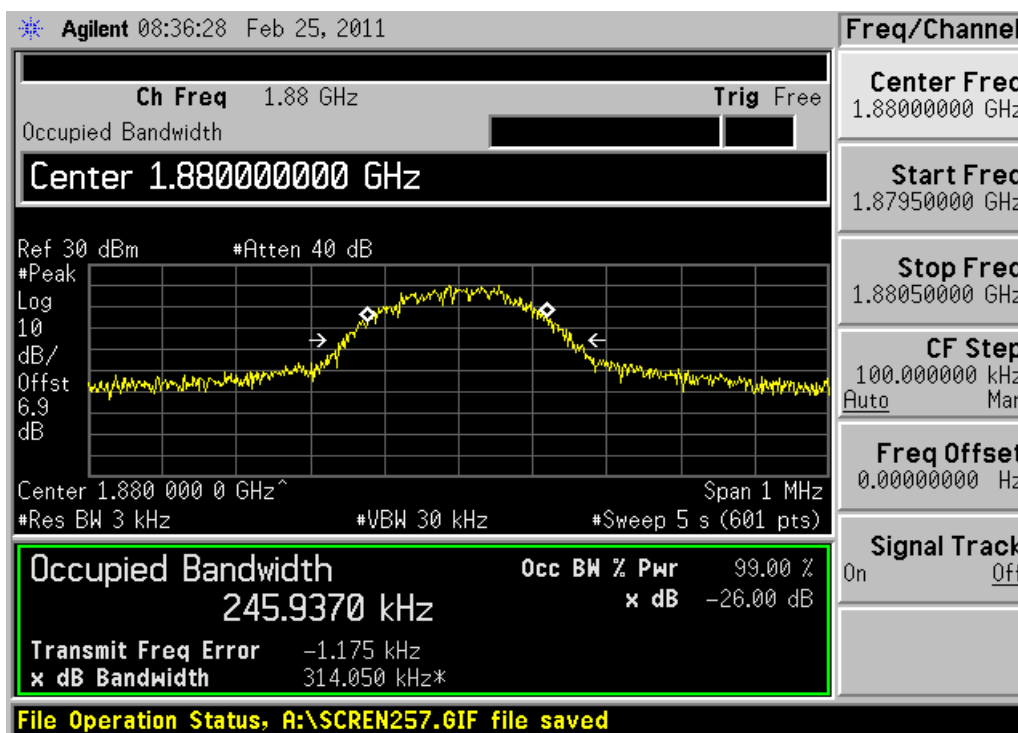 Agilent 08:36:28 Feb 25, 2011
Ch Freq 1.88 GHz Trig Free
Occupied Bandwidth
Center 1.880000000 GHz
Ref 30 dBm #Atten 40 dB
#Peak
Log
10
dB/
Offst
6.9
dB
Center 1.880 000 0 GHz^ Span 1 MHz
#Res BW 3 kHz #VBW 30 kHz #Sweep 5 s (601 pts)
Occupied Bandwidth Occ BW % Pwr 99.00 %
245.9370 kHz x dB -26.00 dB
Transmit Freq Error -1.175 kHz
x dB Bandwidth 314.050 kHz*
File Operation Status, A:\SCREN257.GIF file saved
Freq/Channel
Center Freq
1.88000000 GHz
Start Freq
1.87950000 GHz
Stop Freq
1.88050000 GHz
CF Step
100.000000 kHz
Auto Man
Freq Offset
0.00000000 Hz
Signal Track
On Off